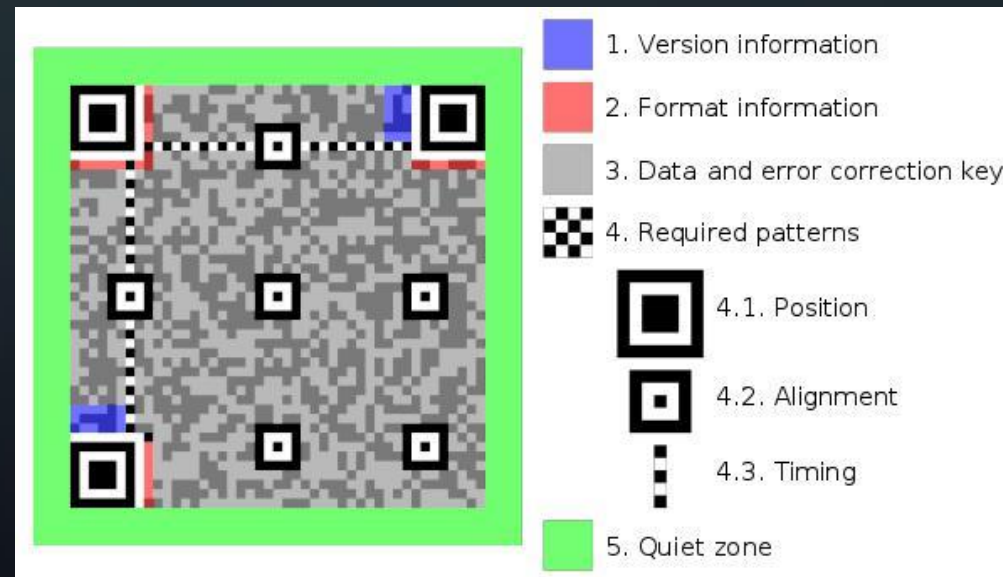 1. Version information
2. Format information
3. Data and error correction key
4. Required patterns
4.1. Position
4.2. Alignment
4.3. Timing
5. Quiet zone